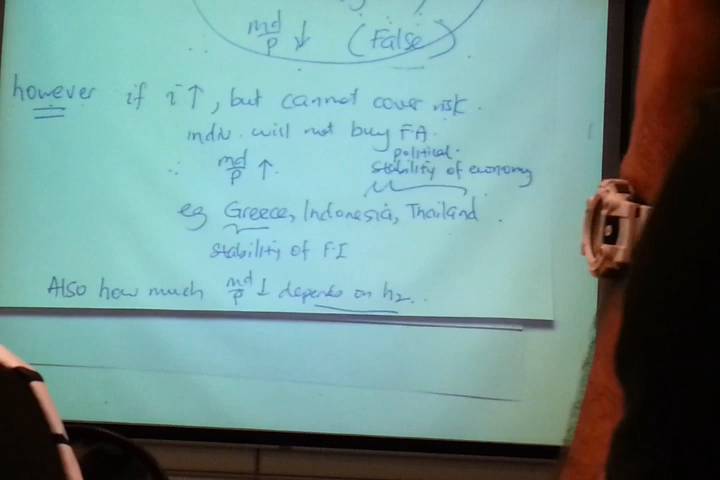 md/p ↓ (False)
however if i ↑, but cannot cover risk.
indiv. will not buy F.A.
political.
∴ md/p ↑. stability of economy
eg Greece, Indonesia, Thailand.
stability of F.I
Also how much md/p ↓ depends on h2.